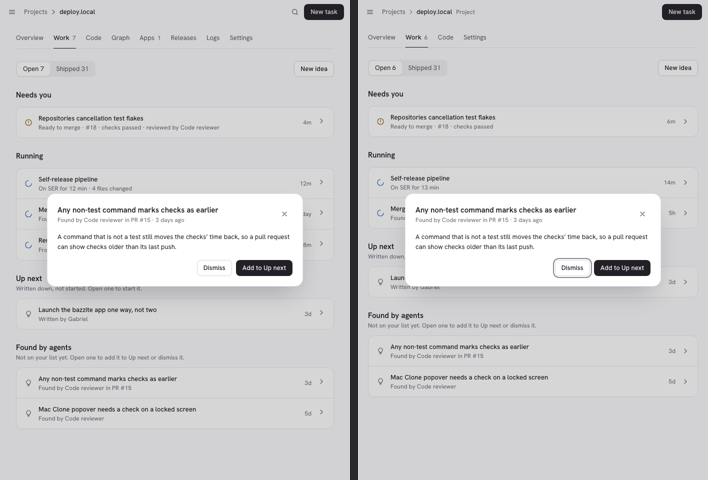 Projects > deploy.local
New task
Overview Work 7 Code Graph Apps 1 Releases Logs Settings
Open 7 Shipped 31
New idea
Needs you
Repositories cancellation test flakes
Ready to merge · #18 · checks passed · reviewed by Code reviewer
4m
Running
Self-release pipeline
On SER for 12 min · 4 files changed
12m
Any non-test command marks checks as earlier
Found by Code reviewer in PR #15 · 3 days ago
A command that is not a test still moves the checks' time back, so a pull request
can show checks older than its last push.
Dismiss
Add to Up next
Up next
Written down, not started. Open one to start it.
Launch the bazzite app one way, not two
Written by Gabriel
3d
Found by agents
Not on your list yet. Open one to add it to Up next or dismiss it.
Any non-test command marks checks as earlier
Found by Code reviewer in PR #15
3d
Mac Clone popover needs a check on a locked screen
Found by Code reviewer
5d
Projects > deploy.local Project
New task
Overview Work 6 Code Settings
Open 6 Shipped 31
New idea
Needs you
Repositories cancellation test flakes
Ready to merge · #18 · checks passed
6m
Running
Self-release pipeline
On SER for 13 min
14m
5h
Any non-test command marks checks as earlier
Found by Code reviewer in PR #15 · 3 days ago
A command that is not a test still moves the checks' time back, so a pull request
can show checks older than its last push.
Dismiss
Add to Up next
Up next
Written down,
3d
Written by Gabriel
Found by agents
Not on your list yet. Open one to add it to Up next or dismiss it.
Any non-test command marks checks as earlier
Found by Code reviewer in PR #15
3d
Mac Clone popover needs a check on a locked screen
Found by Code reviewer
5d